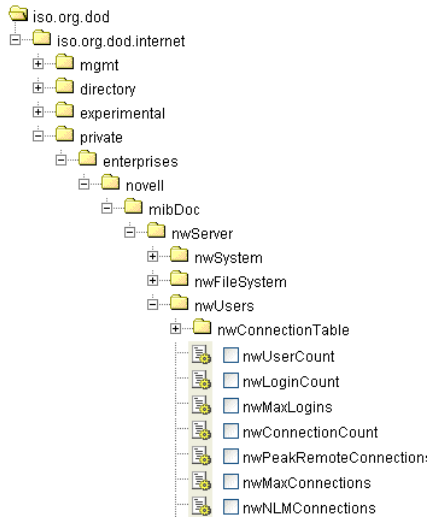 iso.org.dod
iso.org.dod.internet
mgmt
directory
experimental
private
enterprises
novell
mibDoc
nwServer
nwSystem
nwFileSystem
nwUsers
nwConnectionTable
nwUserCount
nwLoginCount
nwMaxLogins
nwConnectionCount
nwPeakRemoteConnections
nwMaxConnections
nwNLMConnections